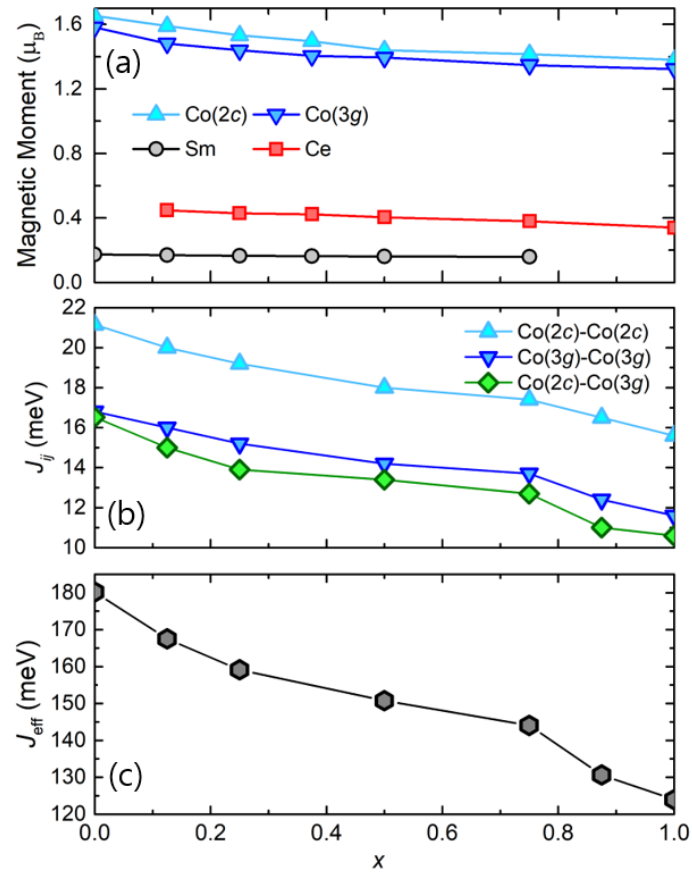 1.6
1.2
0.8
0.4
0.0
Magnetic Moment (μB)
(a)
Co(2c) Co(3g)
Sm Ce
22
20
18
16
14
12
10
Jij (meV)
(b)
Co(2c)-Co(2c)
Co(3g)-Co(3g)
Co(2c)-Co(3g)
180
170
160
150
140
130
120
Jeff (meV)
(c)
0.0 0.2 0.4 0.6 0.8 1.0
x